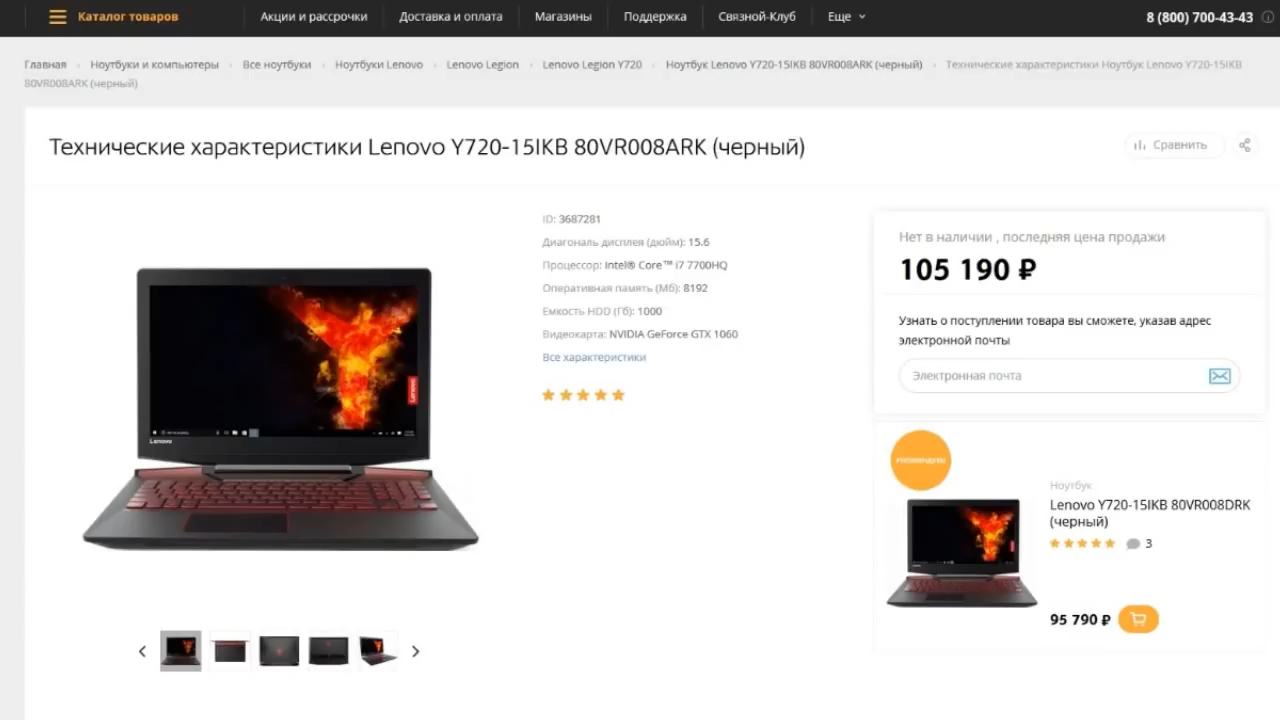 Каталог товаров
Акции и рассрочки
Доставка и оплата
Магазины
Поддержка
Связной-Клуб
Еще
8 (800) 700-43-43
Главная Ноутбуки и компьютеры Все ноутбуки Ноутбуки Lenovo Lenovo Legion Lenovo Legion Y720 Ноутбук Lenovo Y720-15IKB 80VR008ARK (черный) Технические характеристики Ноутбук Lenovo Y720-15IKB
80VR008ARK (черный)
Технические характеристики Lenovo Y720-15IKB 80VR008ARK (черный)
Сравнить
ID: 3687281
Диагональ дисплея (дюйм): 15.6
Процессор: Intel® Core™ i7 7700HQ
Оперативная память (Мб): 8192
Емкость HDD (Гб): 1000
Видеокарта: NVIDIA GeForce GTX 1060
Все характеристики
Нет в наличии , последняя цена продажи
105 190 ₽
Узнать о поступлении товара вы сможете, указав адрес
электронной почты
Электронная почта
Lenovo
Lenovo
Ноутбук
Lenovo Y720-15IKB 80VR008DRK
(черный)
3
95 790 ₽